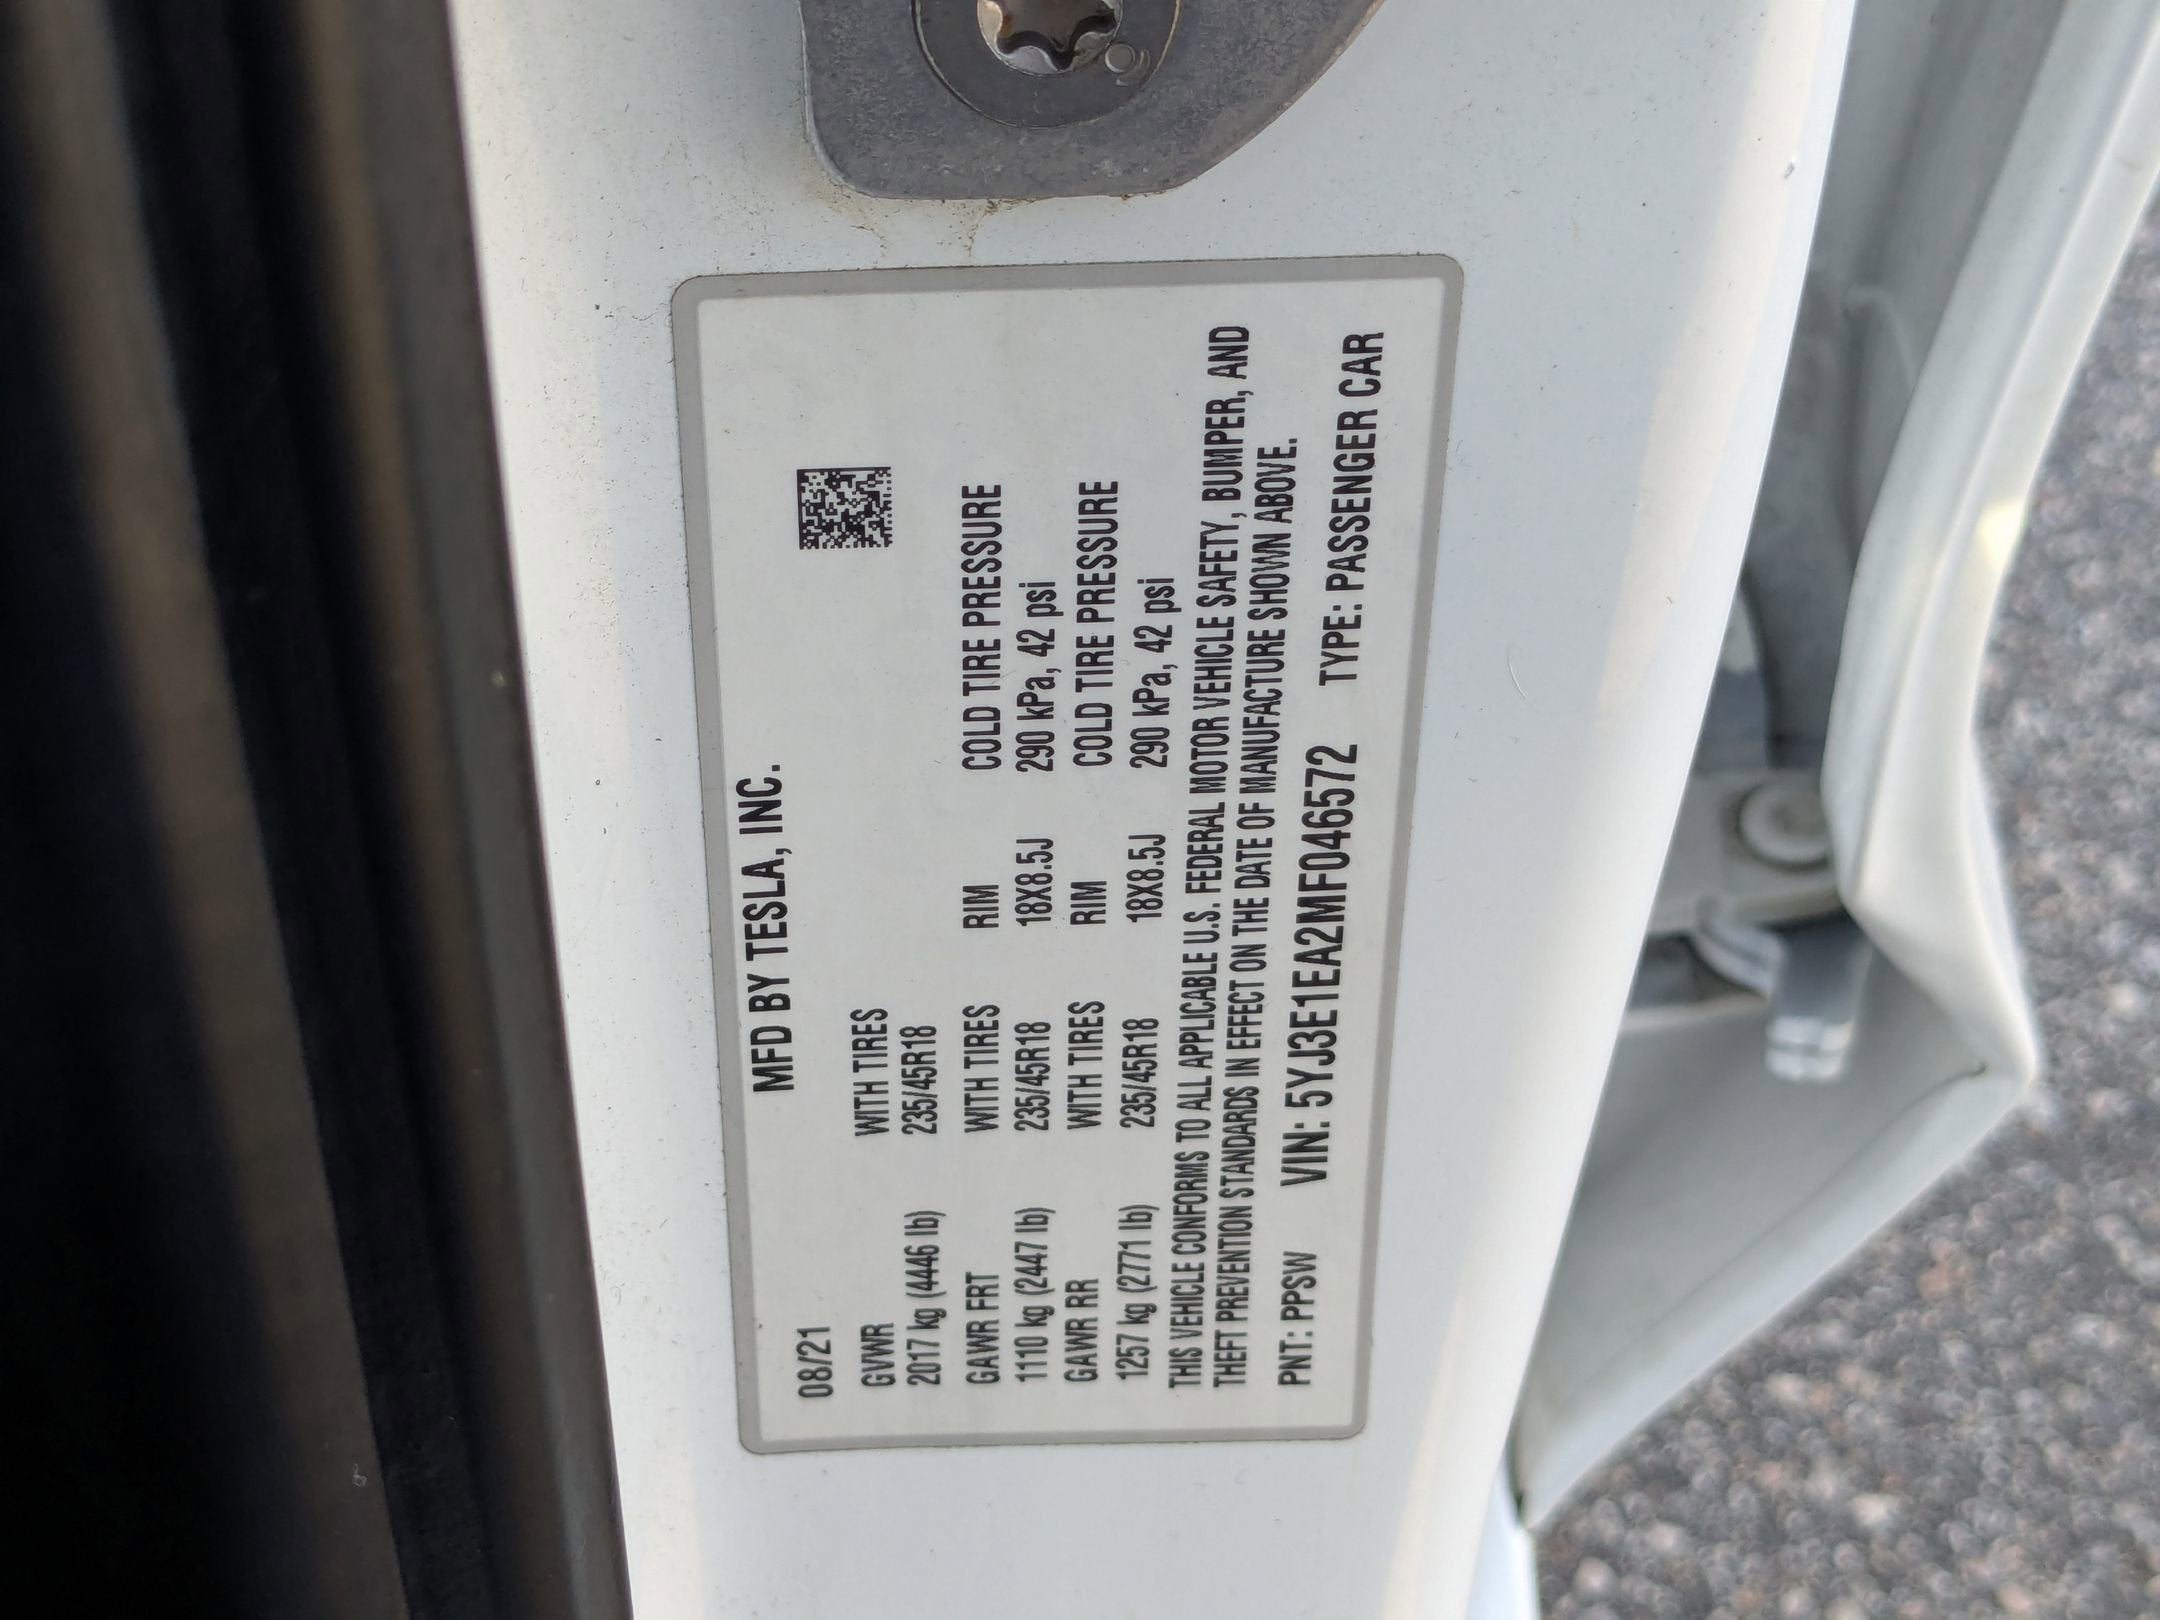 MFD BY TESLA, INC.
08/21
GVWR WITH TIRES
2017 kg (4446 lb) 235/45R18
GAWR FRT WITH TIRES RIM COLD TIRE PRESSURE
1110 kg (2447 lb) 235/45R18 18X8.5J 290 kPa, 42 psi
GAWR RR WITH TIRES RIM COLD TIRE PRESSURE
1257 kg (2771 lb) 235/45R18 18X8.5J 290 kPa, 42 psi
THIS VEHICLE CONFORMS TO ALL APPLICABLE U.S. FEDERAL MOTOR VEHICLE SAFETY, BUMPER, AND
THEFT PREVENTION STANDARDS IN EFFECT ON THE DATE OF MANUFACTURE SHOWN ABOVE.
PNT: PPSW VIN: 5YJ3E1EA2MF046572 TYPE: PASSENGER CAR